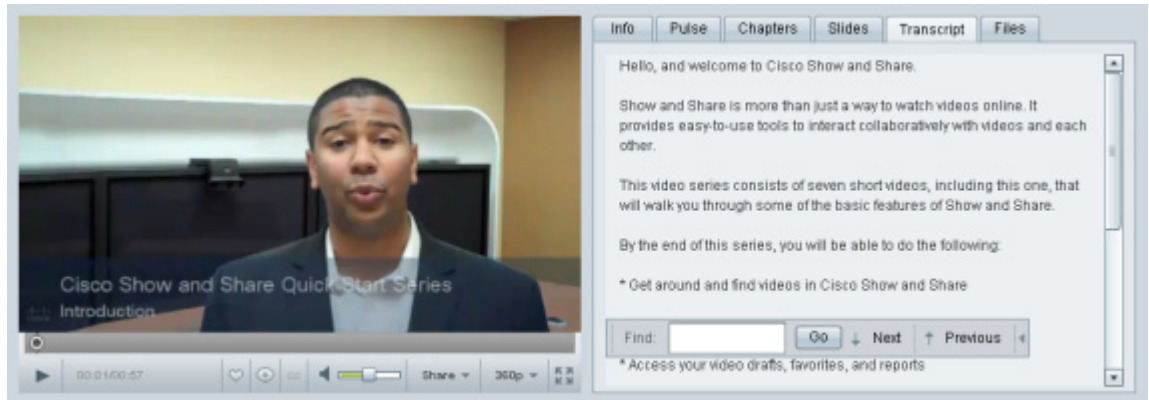 Cisco Show and Share Quick Start Series
Introduction
00:01/00:57
Share
360p
Info
Pulse
Chapters
Slides
Transcript
Files
Hello, and welcome to Cisco Show and Share.
Show and Share is more than just a way to watch videos online. It
provides easy-to-use tools to interact collaboratively with videos and each
other.
This video series consists of seven short videos, including this one, that
will walk you through some of the basic features of Show and Share.
By the end of this series, you will be able to do the following:
* Get around and find videos in Cisco Show and Share
Find:
Go
Next
Previous
* Access your video drafts, favorites, and reports